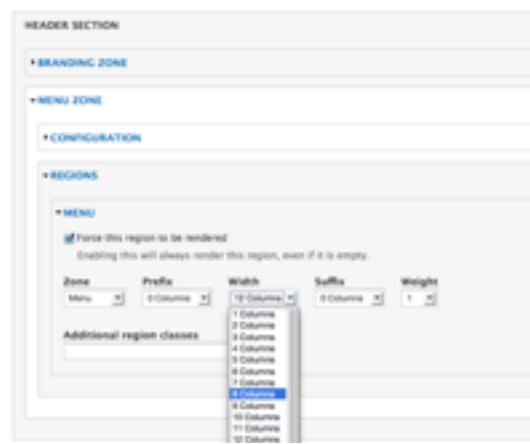 HEADER SECTION
BRANDING ZONE
MENU ZONE
CONFIGURATION
REGIONS
MENU
Force this region to be rendered
Enabling this will always render this region, even if it is empty.
Zone Prefix Width Suffix Weight
Menu 0 Columns 12 Columns 0 Columns 1
Additional region classes
1 Columns
2 Columns
3 Columns
4 Columns
5 Columns
6 Columns
7 Columns
8 Columns
9 Columns
10 Columns
11 Columns
12 Columns